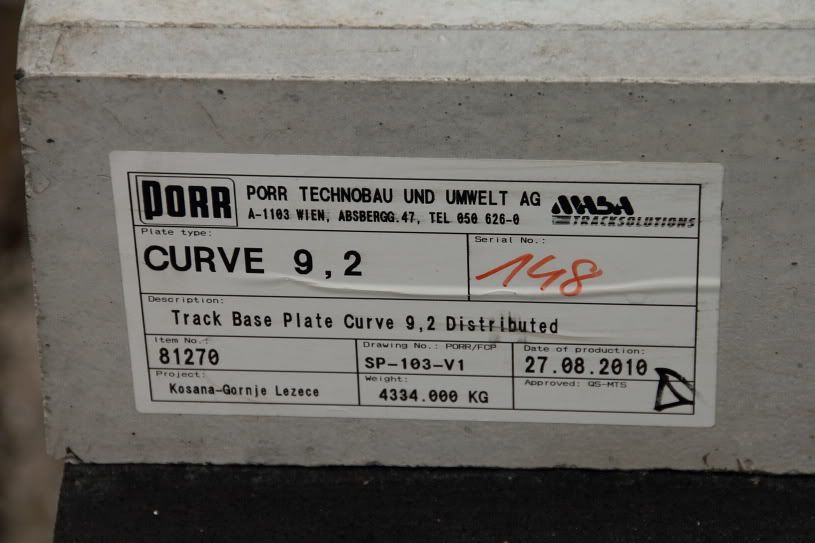 PORR PORR TECHNOBAU UND UMWELT AG
A-1103 WIEN, ABSBERGG.47, TEL 050 626-0
MASA
TRACKSOLUTIONS
Plate type:
CURVE 9,2
Serial No.:
148
Description:
Track Base Plate Curve 9,2 Distributed
Item No.:
81270
Drawing No.: PORR/FCP
SP-103-V1
Date of production:
27.08.2010
Project:
Kosana-Gornje Lezece
Weight:
4334.000 KG
Approved: QS-MTS